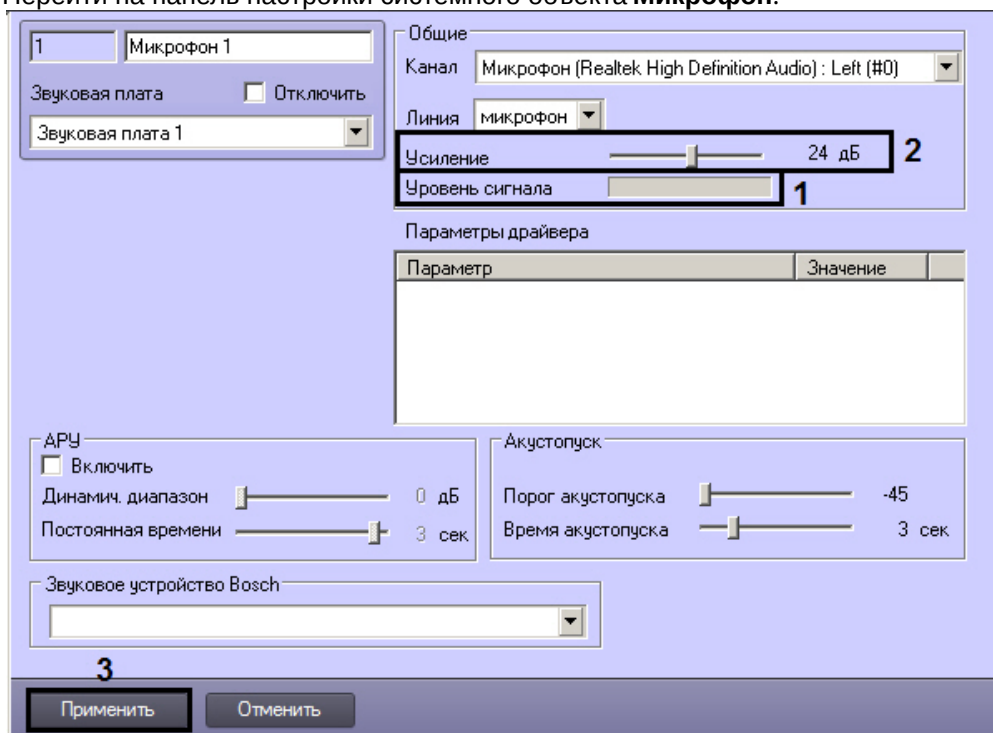 Перейти на панель настройки системного объекта Микрофон.
1 Микрофон 1
Звуковая плата Отключить
Звуковая плата 1
Общие
Канал Микрофон (Realtek High Definition Audio) : Left (#0)
Линия микрофон
Усиление 24 дБ 2
Уровень сигнала 1
Параметры драйвера
Параметр Значение
АРУ
Включить
Динамич. диапазон 0 дБ
Постоянная времени 3 сек
Акустопуск
Порог акустопуска -45
Время акустопуска 3 сек
Звуковое устройство Bosch
3
Применить Отменить